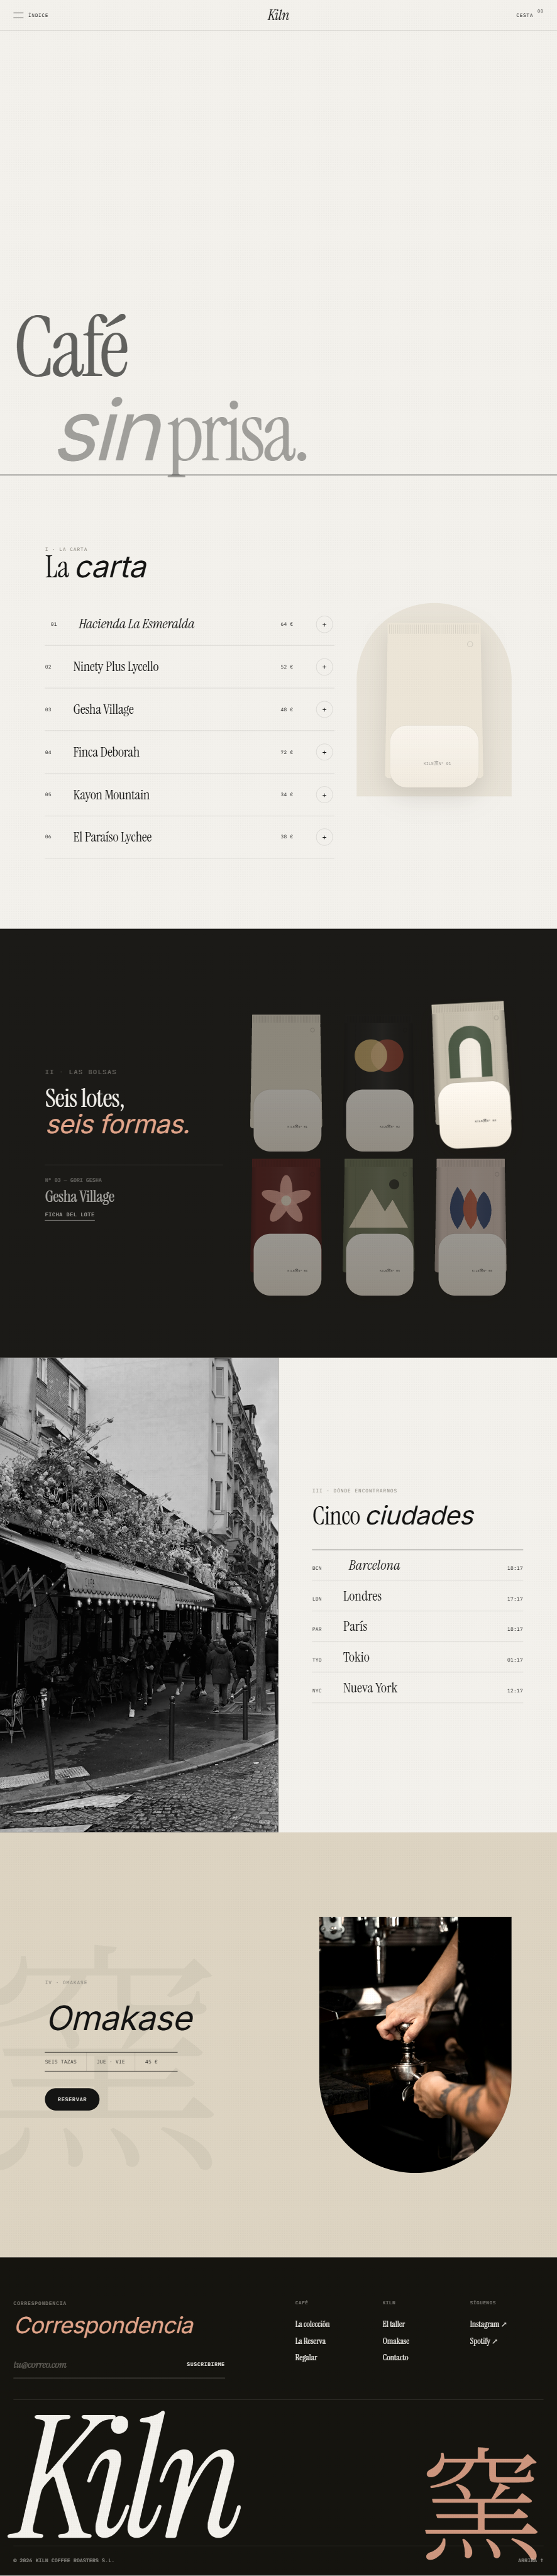 ÍNDICE
Kiln
CESTA 00
Café
sin prisa.
I · LA CARTA
La carta
01 Hacienda La Esmeralda 64 € +
02 Ninety Plus Lycello 52 € +
03 Gesha Village 48 € +
04 Finca Deborah 72 € +
05 Kayon Mountain 34 € +
06 El Paraíso Lychee 38 € +
II · LAS BOLSAS
Seis lotes,
seis formas.
Nº 03 — GORI GESHA
Gesha Village
FICHA DEL LOTE
III · DÓNDE ENCONTRARNOS
Cinco ciudades
BCN Barcelona 18:17
LDN Londres 17:17
PAR París 18:17
TYO Tokio 01:17
NYC Nueva York 12:17
窯
IV · OMAKASE
Omakase
SEIS TAZAS JUE · VIE 45 €
RESERVAR
CORRESPONDENCIA
Correspondencia
tu@correo.com SUSCRIBIRME
CAFÉ
La colección
La Reserva
Regalar
KILN
El taller
Omakase
Contacto
SÍGUENOS
Instagram ↗
Spotify ↗
Kiln
窯
© 2026 KILN COFFEE ROASTERS S.L.
ARRIBA ↑